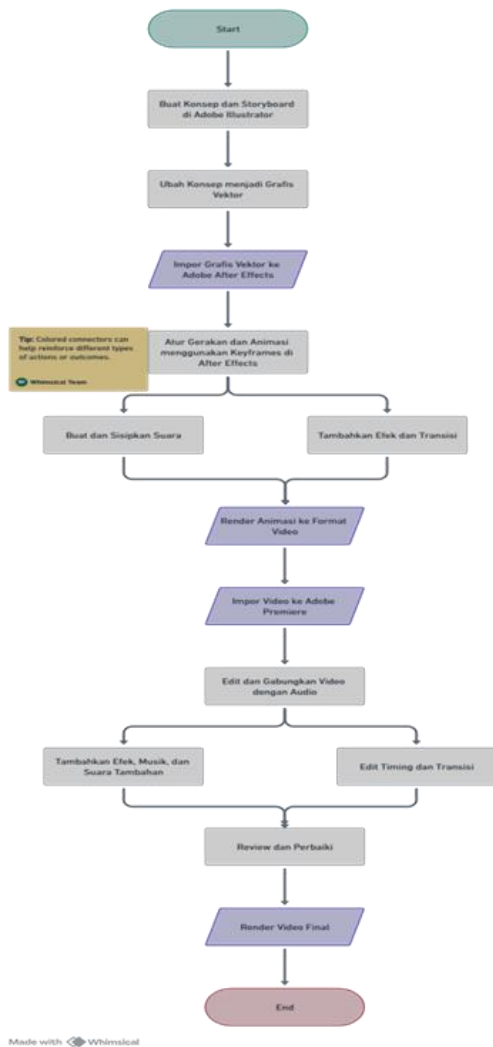 Start
Buat Konsep dan Storyboard
di Adobe Illustrator
Ubah Konsep menjadi Grafis
Vektor
Impor Grafis Vektor ke
Adobe After Effects
Tip: Colored connectors can
help reinforce different types
of actions or outcomes.
Whimsical Team
Atur Gerakan dan Animasi
menggunakan Keyframes di
After Effects
Buat dan Sisipkan Suara
Tambahkan Efek dan Transisi
Render Animasi ke Format
Video
Impor Video ke Adobe
Premiere
Edit dan Gabungkan Video
dengan Audio
Tambahkan Efek, Musik, dan
Suara Tambahan
Edit Timing dan Transisi
Review dan Perbaiki
Render Video Final
End
Made with Whimsical